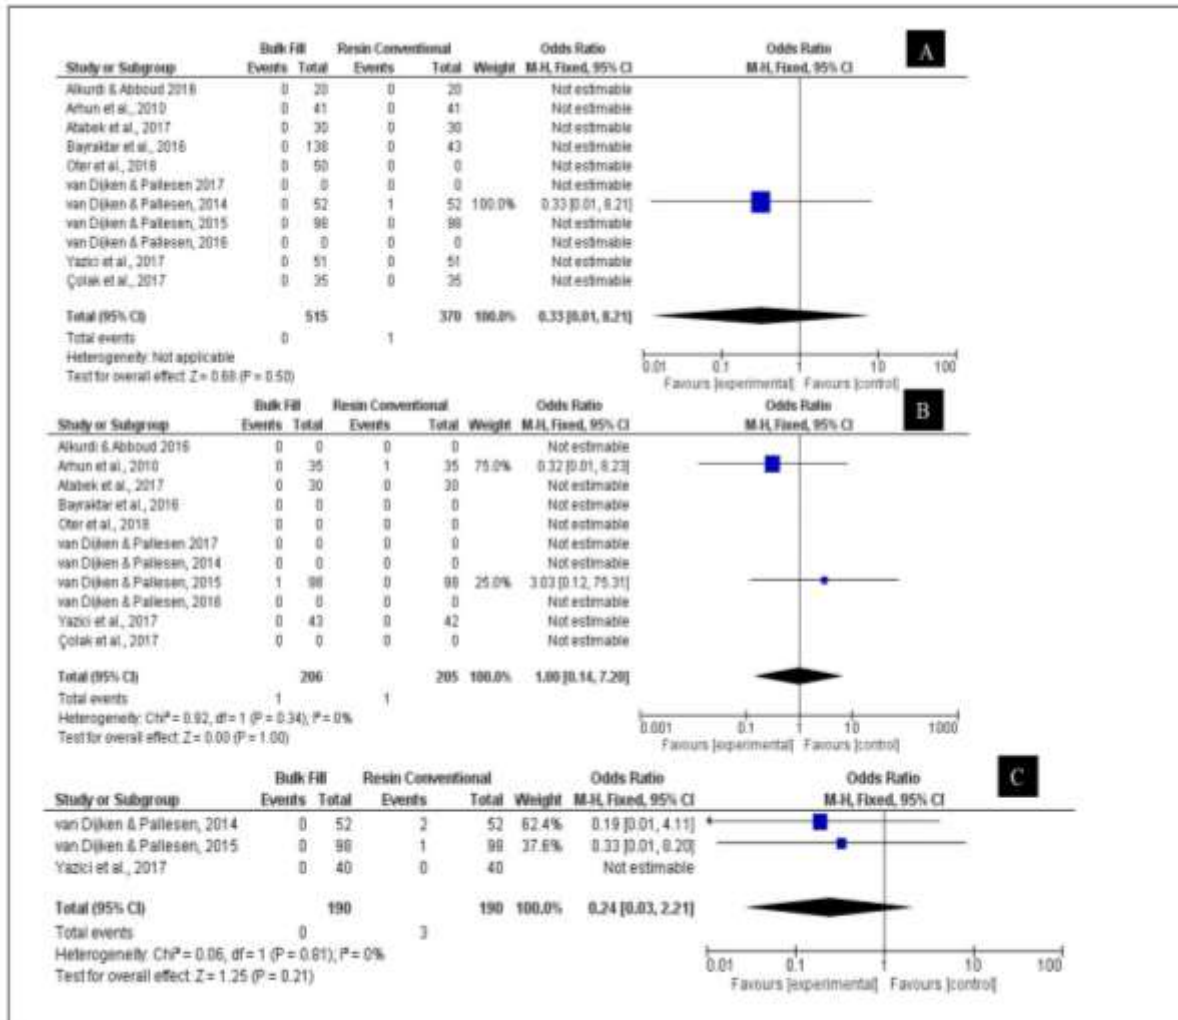 A
Bulk Fill Resin Conventional Odds Ratio Odds Ratio
Study or Subgroup Events Total Events Total Weight M-H, Fixed, 95% CI M-H, Fixed, 95% CI
Alkurdi & Abboud 2016 0 20 0 20 Not estimable
Arhun et al., 2010 0 41 0 41 Not estimable
Atabek et al., 2017 0 30 0 30 Not estimable
Bayraktar et al., 2016 0 138 0 43 Not estimable
Oter et al., 2018 0 50 0 0 Not estimable
van Dijken & Pallesen 2017 0 0 0 0 Not estimable
van Dijken & Pallesen, 2014 0 52 1 52 100.0% 0.33 [0.01, 8.21]
van Dijken & Pallesen, 2015 0 98 0 98 Not estimable
van Dijken & Pallesen, 2016 0 0 0 0 Not estimable
Yazici et al., 2017 0 51 0 51 Not estimable
Çolak et al., 2017 0 35 0 35 Not estimable
Total (95% CI) 515 370 100.0% 0.33 [0.01, 8.21]
Total events 0 1
Heterogeneity: Not applicable
Test for overall effect: Z = 0.68 (P = 0.50)
0.01 0.1 1 10 100
Favours [experimental] Favours [control]
B
Bulk Fill Resin Conventional Odds Ratio Odds Ratio
Study or Subgroup Events Total Events Total Weight M-H, Fixed, 95% CI M-H, Fixed, 95% CI
Alkurdi & Abboud 2016 0 0 0 0 Not estimable
Arhun et al., 2010 0 35 1 35 75.0% 0.32 [0.01, 8.23]
Atabek et al., 2017 0 30 0 30 Not estimable
Bayraktar et al., 2016 0 0 0 0 Not estimable
Oter et al., 2018 0 0 0 0 Not estimable
van Dijken & Pallesen 2017 0 0 0 0 Not estimable
van Dijken & Pallesen, 2014 0 0 0 0 Not estimable
van Dijken & Pallesen, 2015 1 98 0 98 25.0% 3.03 [0.12, 75.31]
van Dijken & Pallesen, 2016 0 0 0 0 Not estimable
Yazici et al., 2017 0 43 0 42 Not estimable
Çolak et al., 2017 0 0 0 0 Not estimable
Total (95% CI) 206 205 100.0% 1.00 [0.14, 7.20]
Total events 1 1
Heterogeneity: Chi² = 0.92, df = 1 (P = 0.34); I² = 0%
Test for overall effect: Z = 0.00 (P = 1.00)
0.001 0.1 1 10 1000
Favours [experimental] Favours [control]
C
Bulk Fill Resin Conventional Odds Ratio Odds Ratio
Study or Subgroup Events Total Events Total Weight M-H, Fixed, 95% CI M-H, Fixed, 95% CI
van Dijken & Pallesen, 2014 0 52 2 52 62.4% 0.19 [0.01, 4.11]
van Dijken & Pallesen, 2015 0 98 1 98 37.6% 0.33 [0.01, 8.20]
Yazici et al., 2017 0 40 0 40 Not estimable
Total (95% CI) 190 190 100.0% 0.24 [0.03, 2.21]
Total events 0 3
Heterogeneity: Chi² = 0.06, df = 1 (P = 0.81); I² = 0%
Test for overall effect: Z = 1.25 (P = 0.21)
0.01 0.1 1 10 100
Favours [experimental] Favours [control]